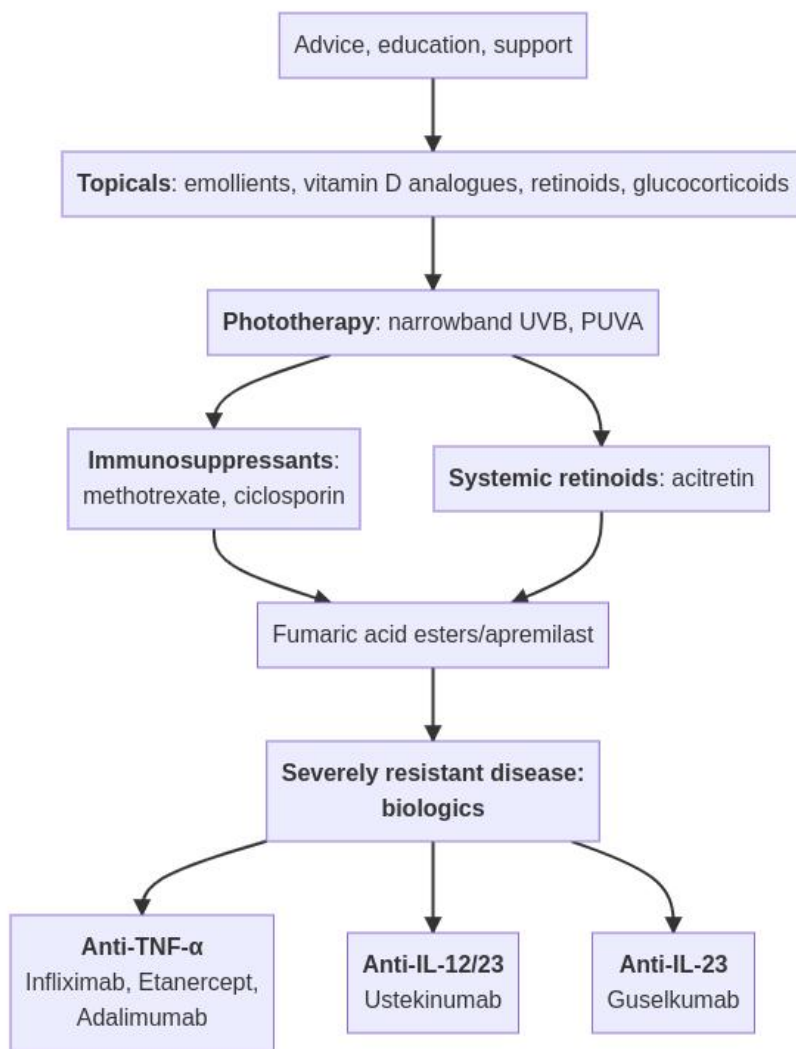 Advice, education, support
Topicals: emollients, vitamin D analogues, retinoids, glucocorticoids
Phototherapy: narrowband UVB, PUVA
Immunosuppressants:
methotrexate, ciclosporin
Systemic retinoids: acitretin
Fumaric acid esters/apremilast
Severely resistant disease:
biologics
Anti-TNF-α
Infliximab, Etanercept,
Adalimumab
Anti-IL-12/23
Ustekinumab
Anti-IL-23
Guselkumab